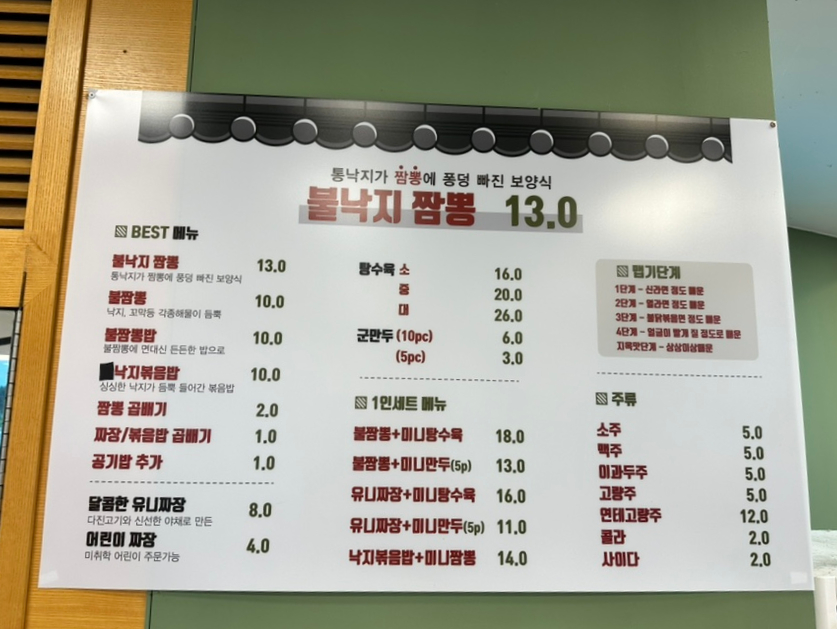 통낙지가 짬뽕에 퐁덩 빠진 보양식
불낙지 짬뽕 13.0
BEST 메뉴
불낙지 짬뽕 13.0
통낙지가 짬뽕에 퐁덩 빠진 보양식
불짬뽕 10.0
낙지, 꼬막등 각종해물이 듬뿍
불짬뽕밥 10.0
불짬뽕에 면대신 든든한 밥으로
낙지볶음밥 10.0
싱싱한 낙지가 듬뿍 들어간 볶음밥
짬뽕 곱빼기 2.0
짜장/볶음밥 곱빼기 1.0
공기밥 추가 1.0
달콤한 유니짜장 8.0
다진고기와 신선한 야채로 만든
어린이 짜장 4.0
미취학 어린이 주문가능
탕수육 소 16.0
중 20.0
대 26.0
군만두 (10pc) 6.0
(5pc) 3.0
1인세트 메뉴
불짬뽕+미니탕수육 18.0
불짬뽕+미니만두(5p) 13.0
유니짜장+미니탕수육 16.0
유니짜장+미니만두(5p) 11.0
낙지볶음밥+미니짬뽕 14.0
맵기단계
1단계 - 신라면 정도 매운
2단계 - 열라면 정도 매운
3단계 - 불닭볶음면 정도 매운
4단계 - 얼굴이 빨개 질 정도로 매운
지옥맛단계 - 상상이상매운
주류
소주 5.0
맥주 5.0
이과두주 5.0
고량주 5.0
연태고량주 12.0
콜라 2.0
사이다 2.0